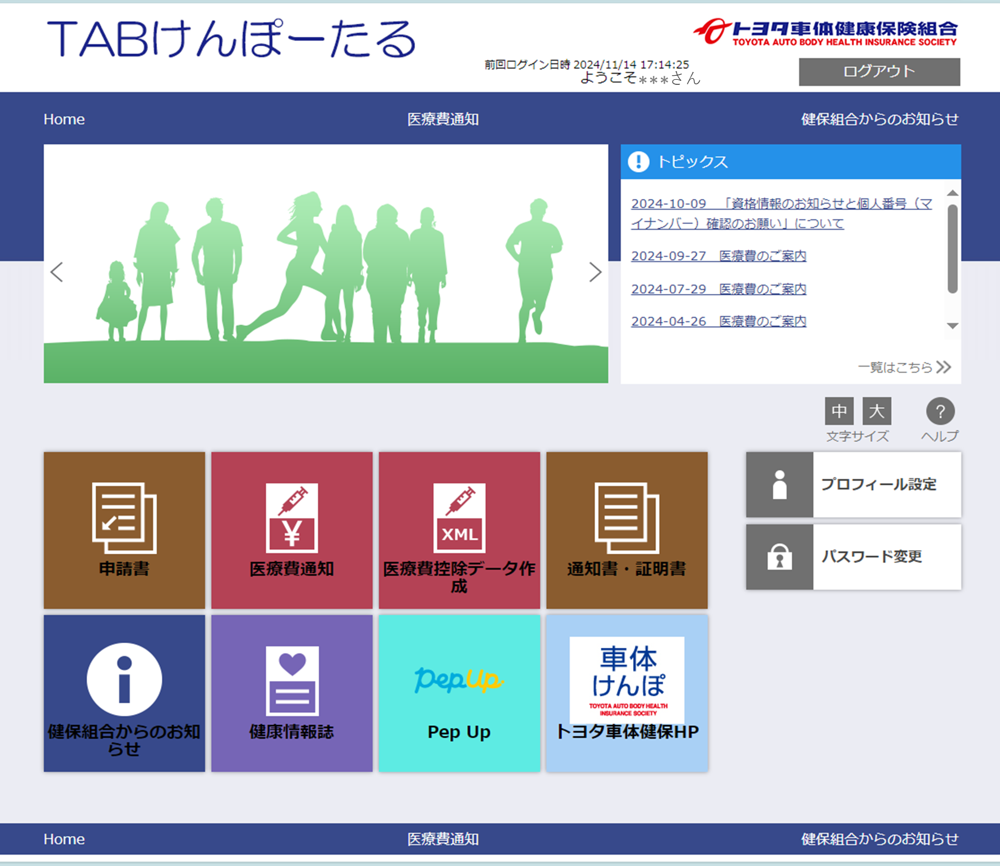 TABけんぽーたる
トヨタ車体健康保険組合
TOYOTA AUTO BODY HEALTH INSURANCE SOCIETY
前回ログイン日時 2024/11/14 17:14:25
ようこそ***さん
ログアウト
Home
医療費通知
健保組合からのお知らせ
トピックス
2024-10-09　「資格情報のお知らせと個人番号（マ
イナンバー）確認のお願い」について
2024-09-27　医療費のご案内
2024-07-29　医療費のご案内
2024-04-26　医療費のご案内
一覧はこちら
中 大
?
文字サイズ
ヘルプ
申請書
¥
医療費通知
XML
医療費控除データ作
成
通知書・証明書
プロフィール設定
パスワード変更
i
健保組合からのお知
らせ
健康情報誌
PepUp
Pep Up
車体
けんぽ
TOYOTA AUTO BODY HEALTH
INSURANCE SOCIETY
トヨタ車体健保HP
Home
医療費通知
健保組合からのお知らせ